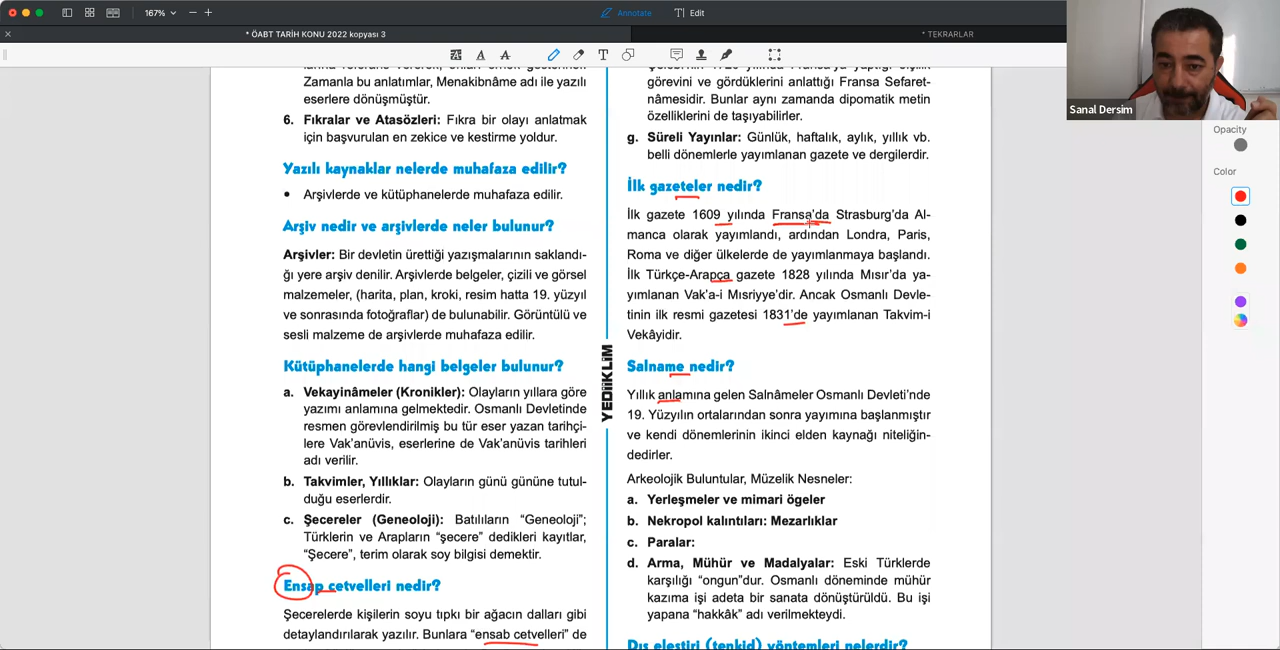 167%
Annotate
Edit
* ÖABT TARİH KONU 2022 kopyası 3
* TEKRARLAR
Sanal Dersim
Opacity
Color
Zamanla bu anlatımlar, Menakibnâme adı ile yazılı
eserlere dönüşmüştür.
6. Fıkralar ve Atasözleri: Fıkra bir olayı anlatmak
için başvurulan en zekice ve kestirme yoldur.
Yazılı kaynaklar nelerde muhafaza edilir?
• Arşivlerde ve kütüphanelerde muhafaza edilir.
Arşiv nedir ve arşivlerde neler bulunur?
Arşivler: Bir devletin ürettiği yazışmalarının saklandı-
ğı yere arşiv denilir. Arşivlerde belgeler, çizili ve görsel
malzemeler, (harita, plan, kroki, resim hatta 19. yüzyıl
ve sonrasında fotoğraflar) de bulunabilir. Görüntülü ve
sesli malzeme de arşivlerde muhafaza edilir.
Kütüphanelerde hangi belgeler bulunur?
a. Vekayinâmeler (Kronikler): Olayların yıllara göre
yazımı anlamına gelmektedir. Osmanlı Devletinde
resmen görevlendirilmiş bu tür eser yazan tarihçi-
lere Vak'anüvis, eserlerine de Vak'anüvis tarihleri
adı verilir.
b. Takvimler, Yıllıklar: Olayların günü gününe tutul-
duğu eserlerdir.
c. Şecereler (Geneoloji): Batılıların "Geneoloji";
Türklerin ve Arapların "şecere" dedikleri kayıtlar,
"Şecere", terim olarak soy bilgisi demektir.
Ensap cetvelleri nedir?
Şecerelerde kişilerin soyu tıpkı bir ağacın dalları gibi
detaylandırılarak yazılır. Bunlara "ensab cetvelleri" de
YEDİİKLİM
görevini ve gördüklerini anlattığı Fransa Sefaret-
nâmesidir. Bunlar aynı zamanda dipomatik metin
özelliklerini de taşıyabilirler.
g. Süreli Yayınlar: Günlük, haftalık, aylık, yıllık vb.
belli dönemlerle yayımlanan gazete ve dergilerdir.
İlk gazeteler nedir?
İlk gazete 1609 yılında Fransa'da Strasburg'da Al-
manca olarak yayımlandı, ardından Londra, Paris,
Roma ve diğer ülkelerde de yayımlanmaya başlandı.
İlk Türkçe-Arapça gazete 1828 yılında Mısır'da ya-
yımlanan Vak'a-i Mısriyye'dir. Ancak Osmanlı Devle-
tinin ilk resmi gazetesi 1831'de yayımlanan Takvim-i
Vekâyidir.
Salname nedir?
Yıllık anlamına gelen Salnâmeler Osmanlı Devleti'nde
19. Yüzyılın ortalarından sonra yayımına başlanmıştır
ve kendi dönemlerinin ikinci elden kaynağı niteliğin-
dedirler.
Arkeolojik Buluntular, Müzelik Nesneler:
a. Yerleşmeler ve mimari ögeler
b. Nekropol kalıntıları: Mezarlıklar
c. Paralar:
d. Arma, Mühür ve Madalyalar: Eski Türklerde
karşılığı "ongun"dur. Osmanlı döneminde mühür
kazıma işi adeta bir sanata dönüştürüldü. Bu işi
yapana "hakkâk" adı verilmekteydi.
Dış eleştiri (tenkid) yöntemleri nelerdir?